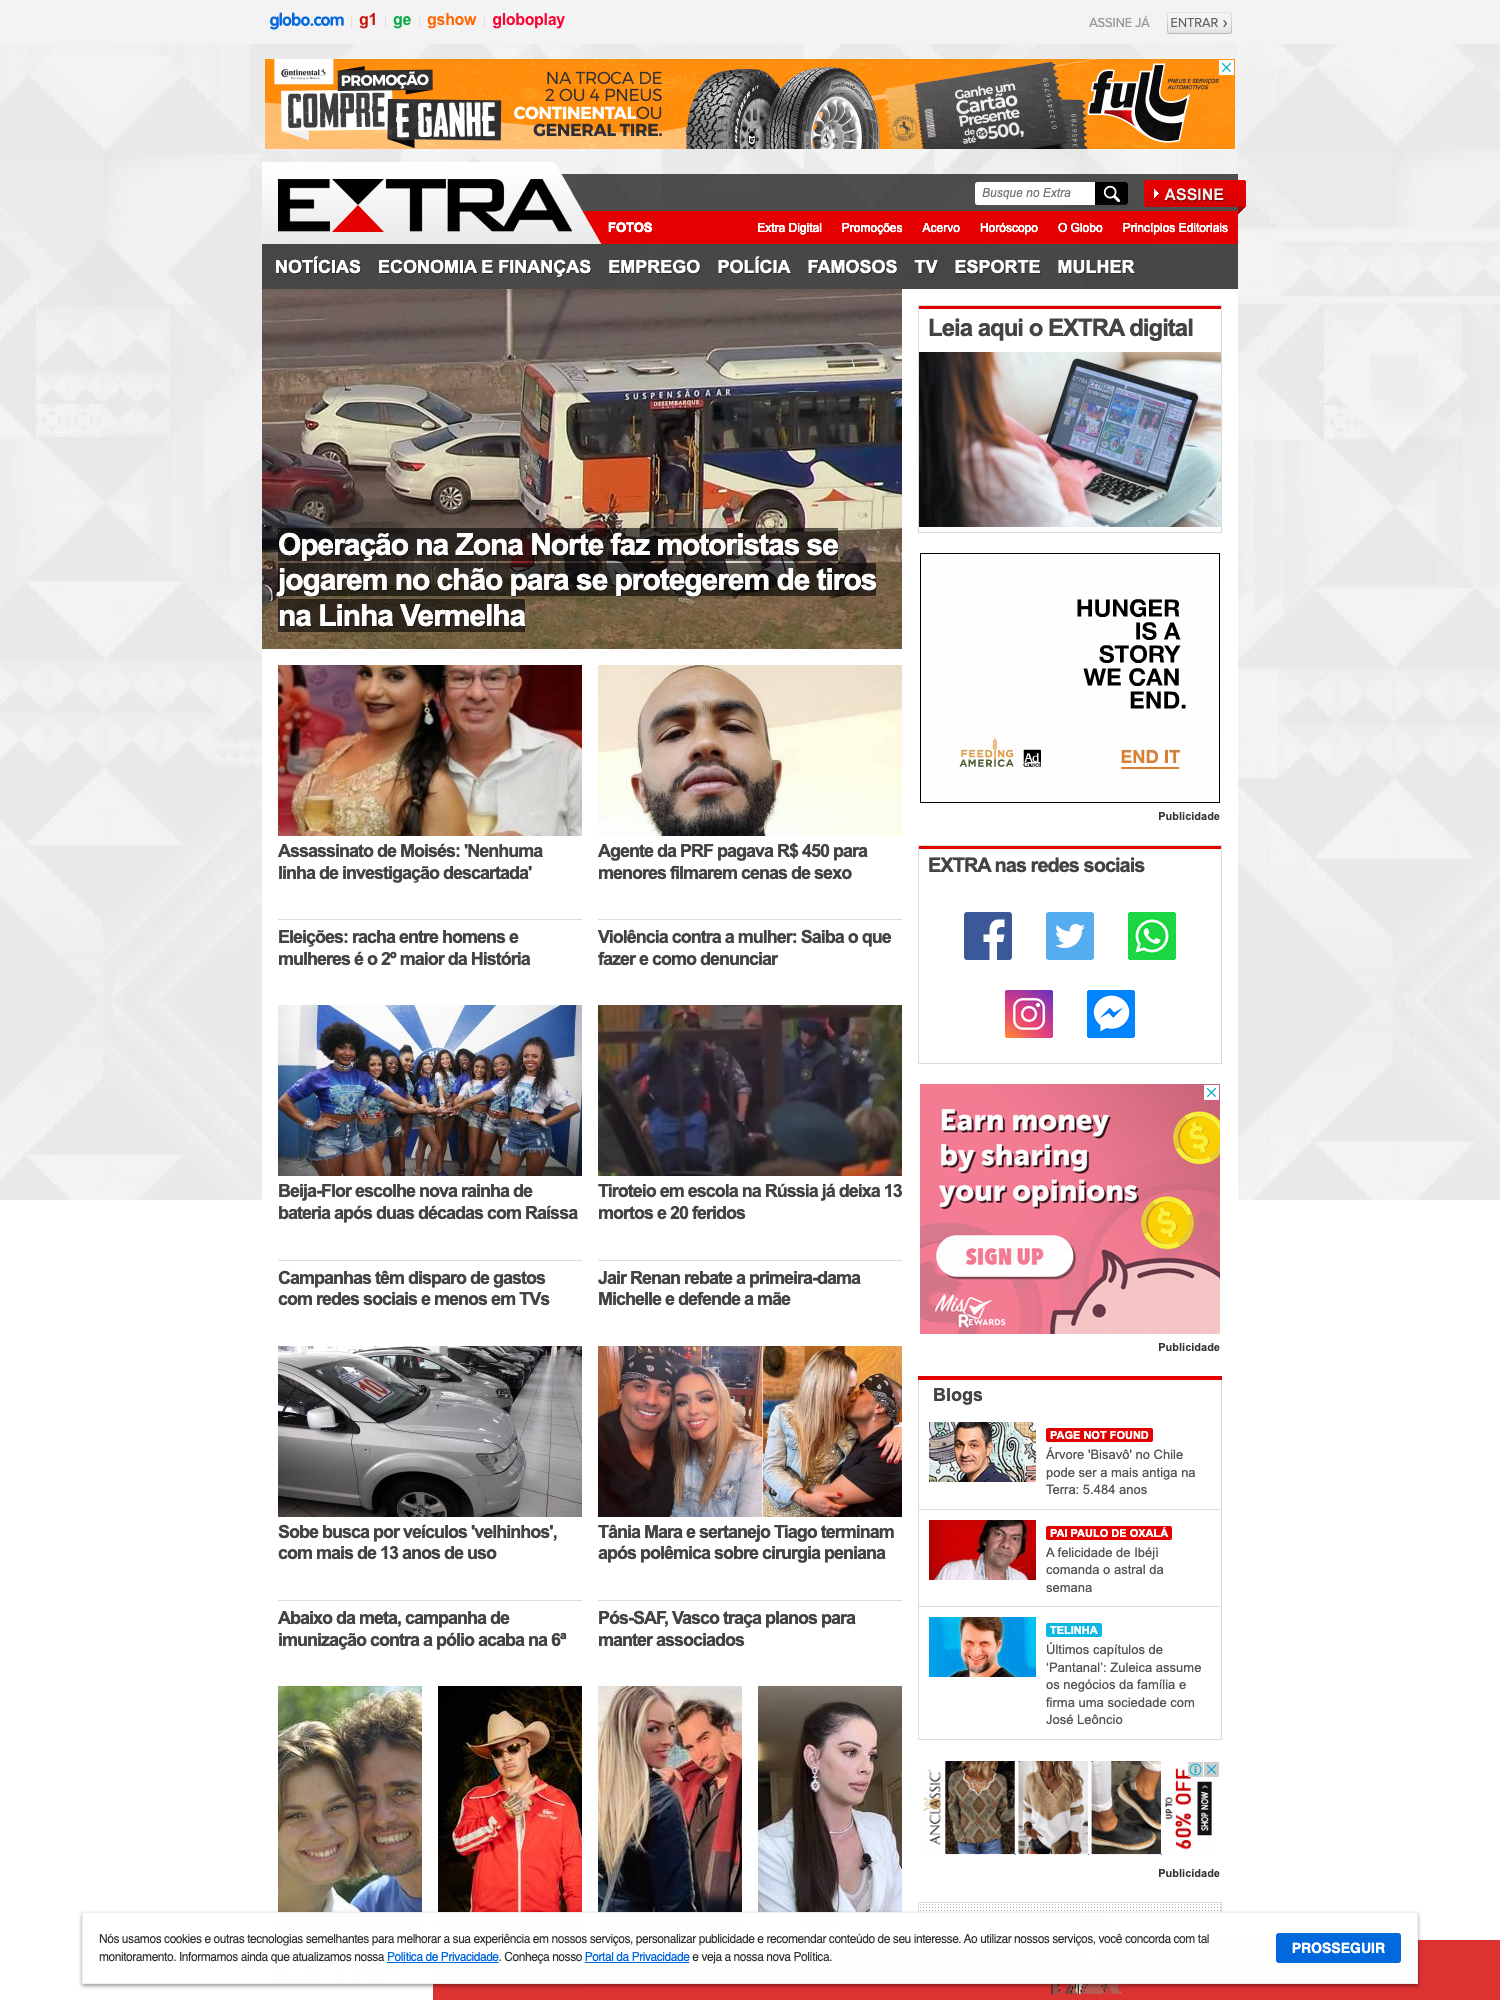 globo.com
g1
ge
gshow
globoplay
ASSINE JÁ
ENTRAR ›
Continental
PROMOÇÃO
COMPRE
E GANHE
NA TROCA DE
2 OU 4 PNEUS
CONTINENTAL OU
GENERAL TIRE.
Ganhe um
Cartão
Presente
de até R$ 500,
0123456789
full
PNEUS E SERVIÇOS
AUTOMOTIVOS
EXTRA
Busque no Extra
ASSINE
FOTOS
Extra Digital
Promoções
Acervo
Horóscopo
O Globo
Princípios Editoriais
NOTÍCIAS
ECONOMIA E FINANÇAS
EMPREGO
POLÍCIA
FAMOSOS
TV
ESPORTE
MULHER
SUSPENSÃO A AR
DESEMBARQUE
Operação na Zona Norte faz motoristas se
jogarem no chão para se protegerem de tiros
na Linha Vermelha
Leia aqui o EXTRA digital
HUNGER
IS A
STORY
WE CAN
END.
FEEDING
AMERICA
Ad
END IT
Publicidade
Assassinato de Moisés: 'Nenhuma
linha de investigação descartada'
Agente da PRF pagava R$ 450 para
menores filmarem cenas de sexo
Eleições: racha entre homens e
mulheres é o 2º maior da História
Violência contra a mulher: Saiba o que
fazer e como denunciar
EXTRA nas redes sociais
Beija-Flor escolhe nova rainha de
bateria após duas décadas com Raíssa
Tiroteio em escola na Rússia já deixa 13
mortos e 20 feridos
Campanhas têm disparo de gastos
com redes sociais e menos em TVs
Jair Renan rebate a primeira-dama
Michelle e defende a mãe
Earn money
by sharing
your opinions
SIGN UP
Mis
REWARDS
Publicidade
Sobe busca por veículos 'velhinhos',
com mais de 13 anos de uso
Tânia Mara e sertanejo Tiago terminam
após polêmica sobre cirurgia peniana
Abaixo da meta, campanha de
imunização contra a pólio acaba na 6ª
Pós-SAF, Vasco traça planos para
manter associados
Blogs
PAGE NOT FOUND
Árvore 'Bisavô' no Chile
pode ser a mais antiga na
Terra: 5.484 anos
PAI PAULO DE OXALÁ
A felicidade de Ibéjì
comanda o astral da
semana
TELINHA
Últimos capítulos de
‘Pantanal’: Zuleica assume
os negócios da família e
firma uma sociedade com
José Leôncio
ANCLASSIC
UP TO
60% OFF
SHOP NOW ›
Publicidade
Nós usamos cookies e outras tecnologias semelhantes para melhorar a sua experiência em nossos serviços, personalizar publicidade e recomendar conteúdo de seu interesse. Ao utilizar nossos serviços, você concorda com tal
monitoramento. Informamos ainda que atualizamos nossa Política de Privacidade. Conheça nosso Portal da Privacidade e veja a nossa nova Política.
PROSSEGUIR